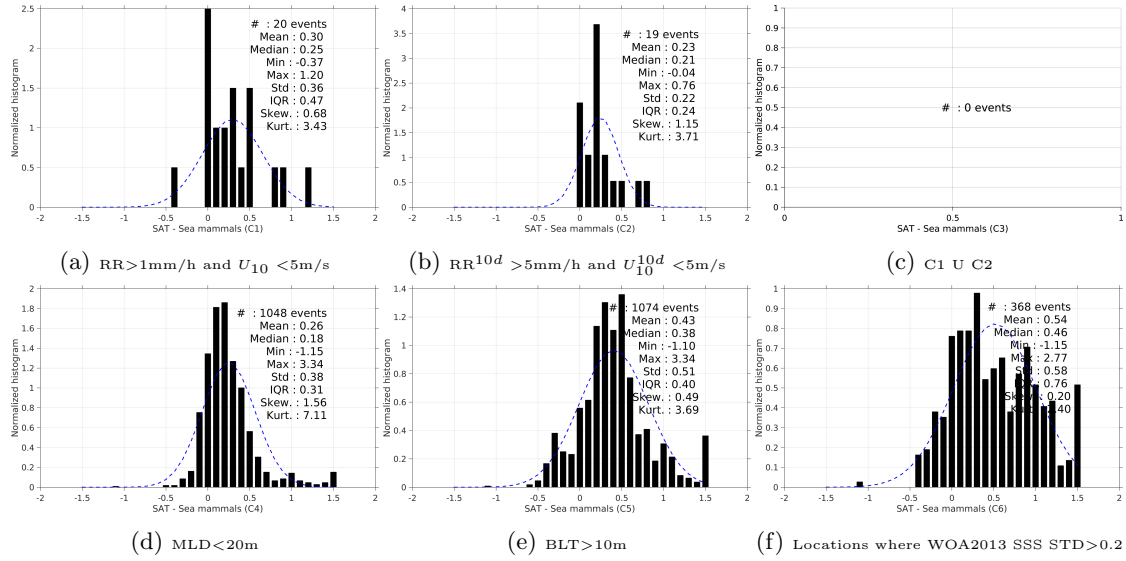 Normalized histogram
2.5
2
1.5
1
0.5
0
-2 -1.5 -1 -0.5 0 0.5 1 1.5 2
# : 20 events
Mean : 0.30
Median : 0.25
Min : -0.37
Max : 1.20
Std : 0.36
IQR : 0.47
Skew. : 0.68
Kurt. : 3.43
SAT - Sea mammals (C1)
(a) RR>1mm/h and U10 <5m/s
Normalized histogram
4
3.5
3
2.5
2
1.5
1
0.5
0
-2 -1.5 -1 -0.5 0 0.5 1 1.5 2
# : 19 events
Mean : 0.23
Median : 0.21
Min : -0.04
Max : 0.76
Std : 0.22
IQR : 0.24
Skew. : 1.15
Kurt. : 3.71
SAT - Sea mammals (C2)
(b) RR10d >5mm/h and U10 10d <5m/s
Normalized histogram
1
0.9
0.8
0.7
0.6
0.5
0.4
0.3
0.2
0.1
0
0 0.5 1
# : 0 events
SAT - Sea mammals (C3)
(c) C1 U C2
Normalized histogram
2
1.8
1.6
1.4
1.2
1
0.8
0.6
0.4
0.2
0
-2 -1.5 -1 -0.5 0 0.5 1 1.5 2
# : 1048 events
Mean : 0.26
Median : 0.18
Min : -1.15
Max : 3.34
Std : 0.38
IQR : 0.31
Skew. : 1.56
Kurt. : 7.11
SAT - Sea mammals (C4)
(d) MLD<20m
Normalized histogram
1.4
1.2
1
0.8
0.6
0.4
0.2
0
-2 -1.5 -1 -0.5 0 0.5 1 1.5 2
# : 1074 events
Mean : 0.43
Median : 0.38
Min : -1.10
Max : 3.34
Std : 0.51
IQR : 0.40
Skew. : 0.49
Kurt. : 3.69
SAT - Sea mammals (C5)
(e) BLT>10m
Normalized histogram
1
0.9
0.8
0.7
0.6
0.5
0.4
0.3
0.2
0.1
0
-2 -1.5 -1 -0.5 0 0.5 1 1.5 2
# : 368 events
Mean : 0.54
Median : 0.46
Min : -1.15
Max : 2.77
Std : 0.58
: 0.76
Skew. : 0.20
SAT - Sea mammals (C6)
(f) Locations where WOA2013 SSS STD>0.2